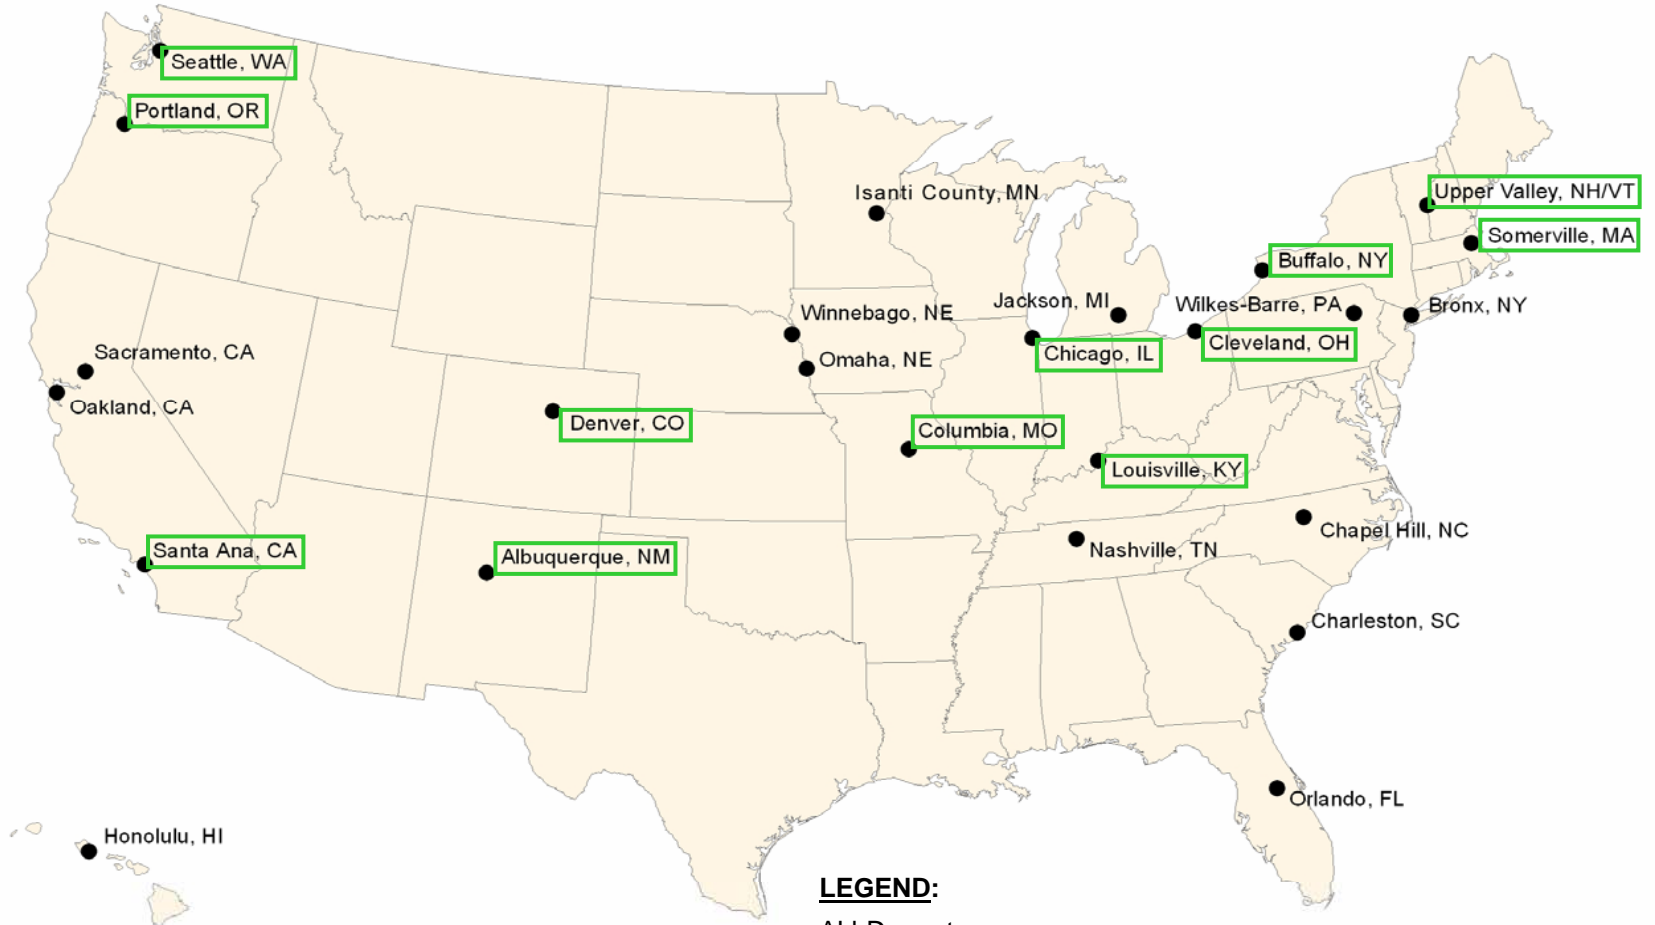 Seattle, WA
Portland, OR
Isanti County, MN
Upper Valley, NH/VT
Somerville, MA
Buffalo, NY
Jackson, MI
Wilkes-Barre, PA
Bronx, NY
Winnebago, NE
Cleveland, OH
Chicago, IL
Sacramento, CA
Omaha, NE
Oakland, CA
Denver, CO
Columbia, MO
Louisville, KY
Chapel Hill, NC
Santa Ana, CA
Albuquerque, NM
Nashville, TN
Charleston, SC
Orlando, FL
Honolulu, HI
LEGEND: